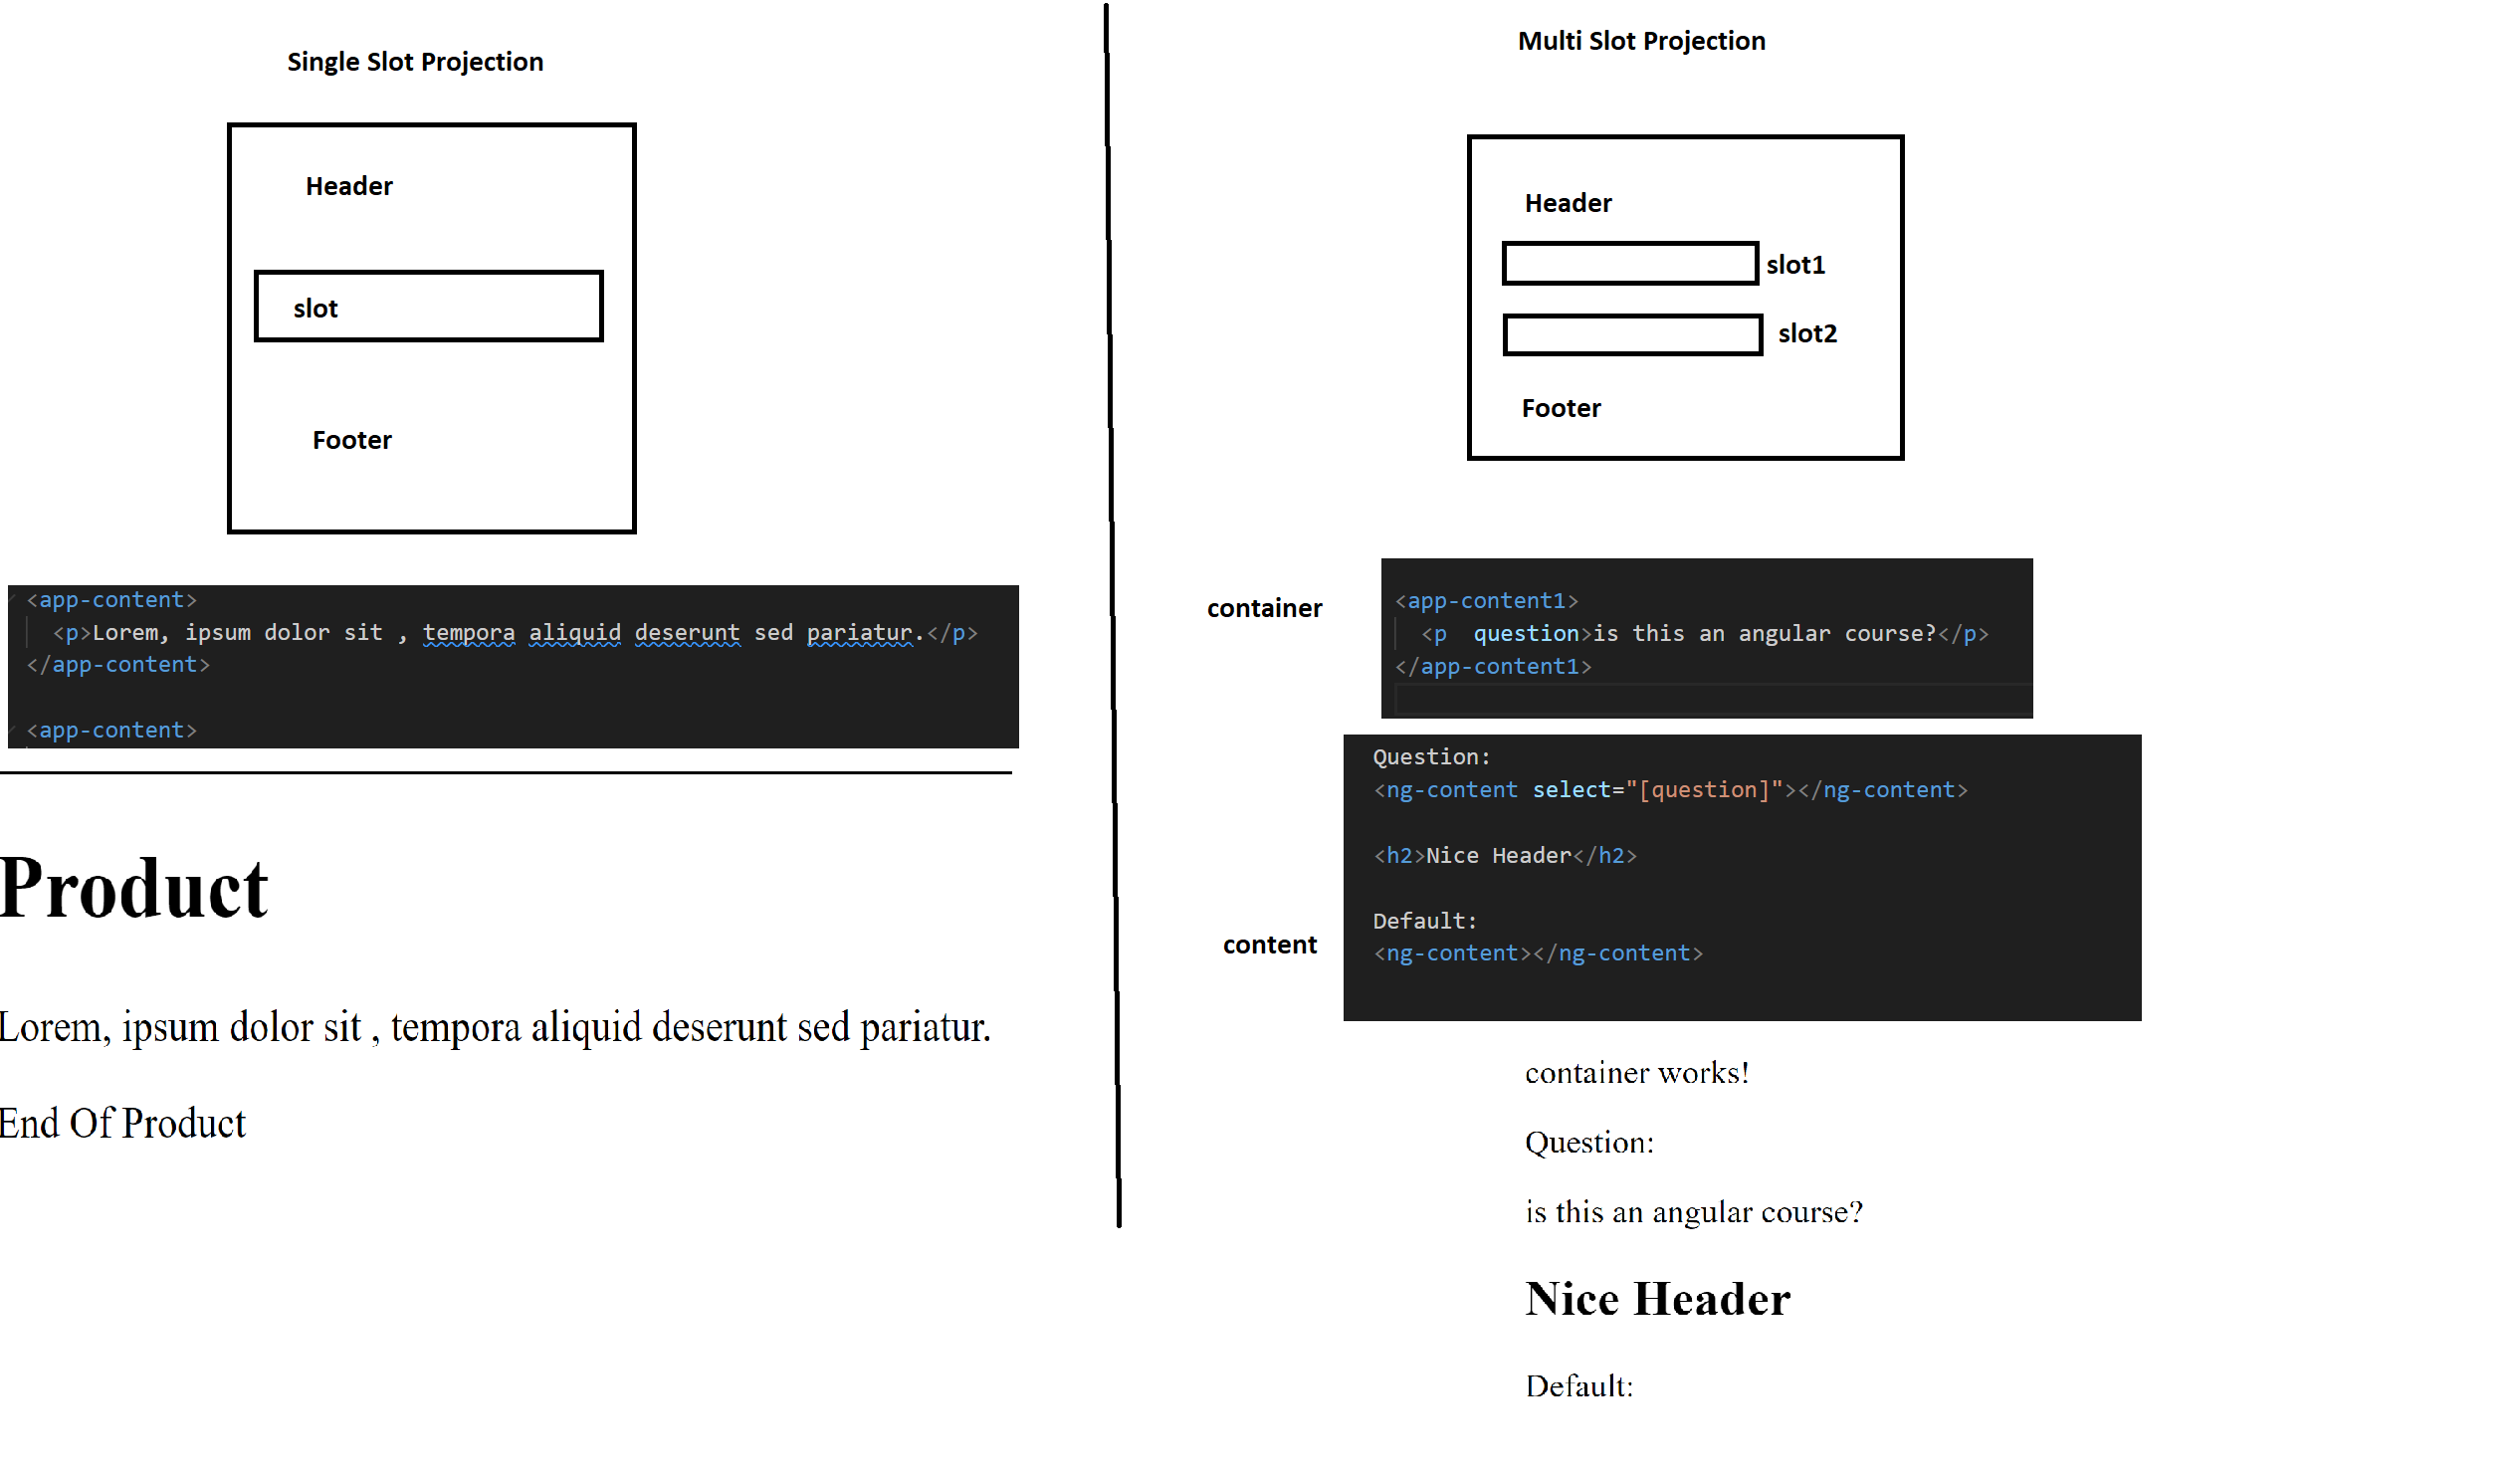 Single Slot Projection
Header
slot
Footer
<app-content>
<p>Lorem, ipsum dolor sit , tempora aliquid deserunt sed pariatur.</p>
</app-content>
<app-content>
Product
Lorem, ipsum dolor sit , tempora aliquid deserunt sed pariatur.
End Of Product
Multi Slot Projection
Header
slot1
slot2
Footer
container
<app-content1>
<p  question>is this an angular course?</p>
</app-content1>
content
Question:
<ng-content select="[question]"></ng-content>
<h2>Nice Header</h2>
Default:
<ng-content></ng-content>
container works!
Question:
is this an angular course?
Nice Header
Default: